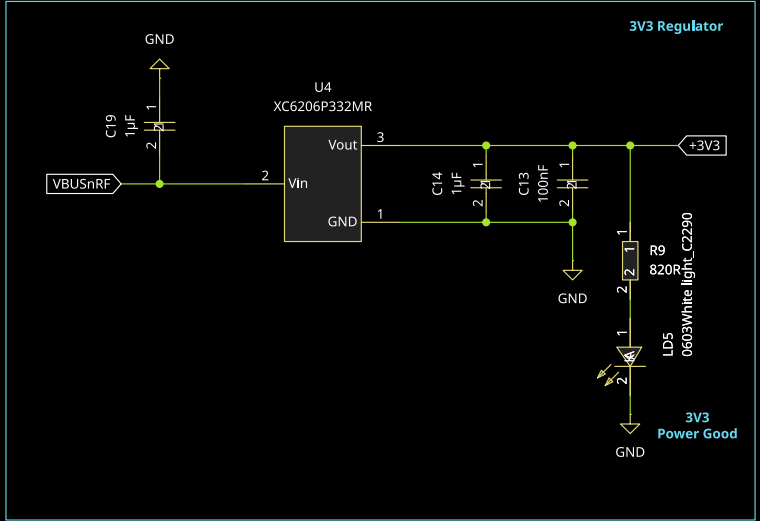 3V3 Regulator
GND
C19
1µF
1
2
VBUSnRF
U4
XC6206P332MR
2
Vin
Vout
3
GND
1
C14
1µF
1
2
C13
100nF
1
2
+3V3
GND
1
1
2
2
R9
820R
0603White light_C2290
LD5
1
A
2
3V3
Power Good
GND